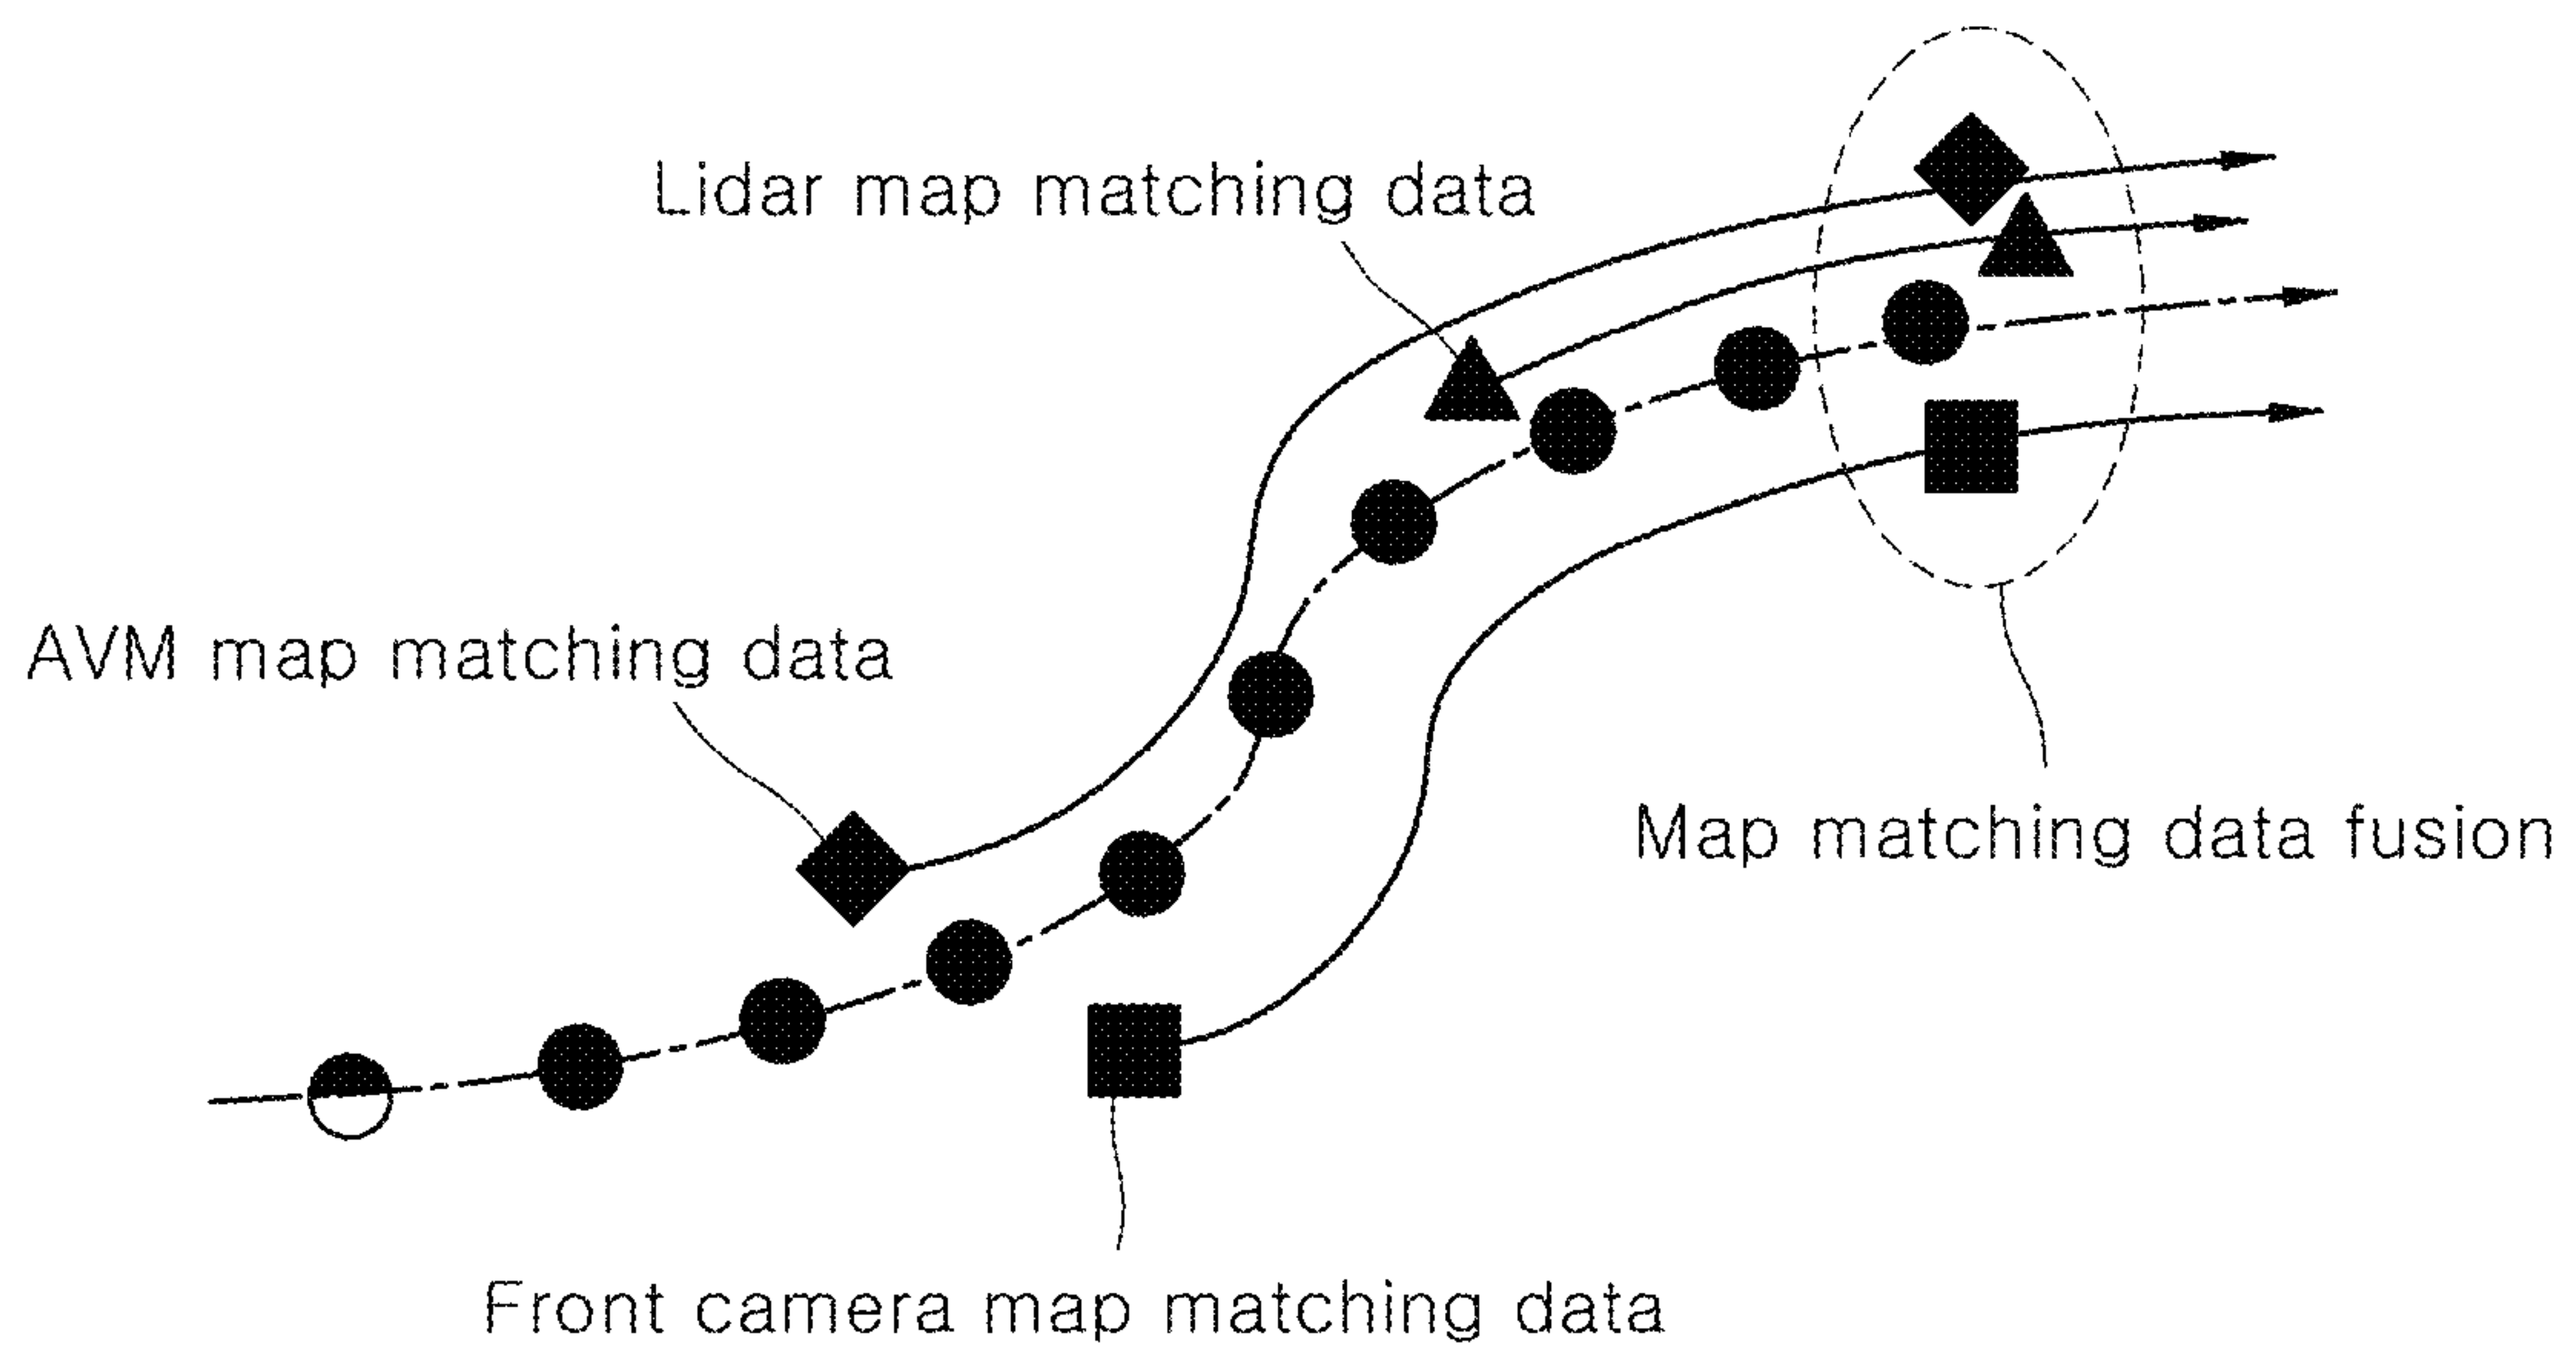 Lidar map matching data
AVM map matching data
Map matching data fusion
Front camera map matching data